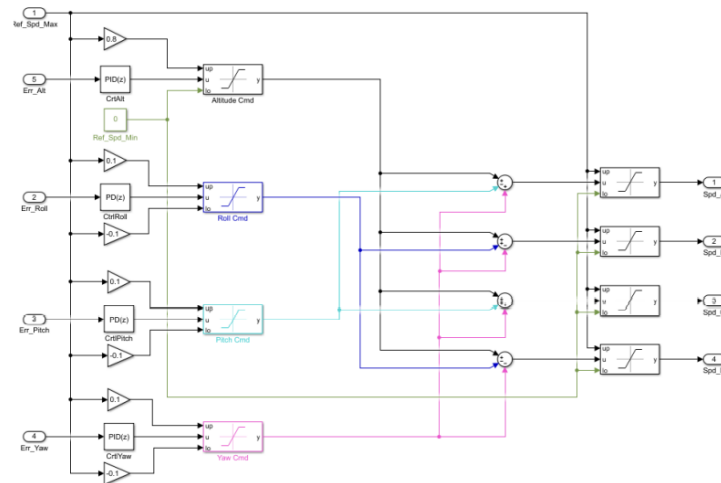 1
Ref_Spd_Max
0.8
up
5
PID(z)
u
y
lo
Err_Alt
CrtAlt
Altitude Cmd
0
Ref_Spd_Min
0.1
up
2
PD(z)
u
y
lo
Err_Roll
CtrlRoll
Roll Cmd
-0.1
0.1
up
3
PD(z)
u
y
lo
Err_Pitch
CrtlPitch
Pitch Cmd
-0.1
0.1
up
4
PID(z)
u
y
lo
Err_Yaw
CrtlYaw
Yaw Cmd
-0.1
up
u
y
lo
1
up
u
y
lo
2
up
u
y
lo
3
up
u
y
lo
4